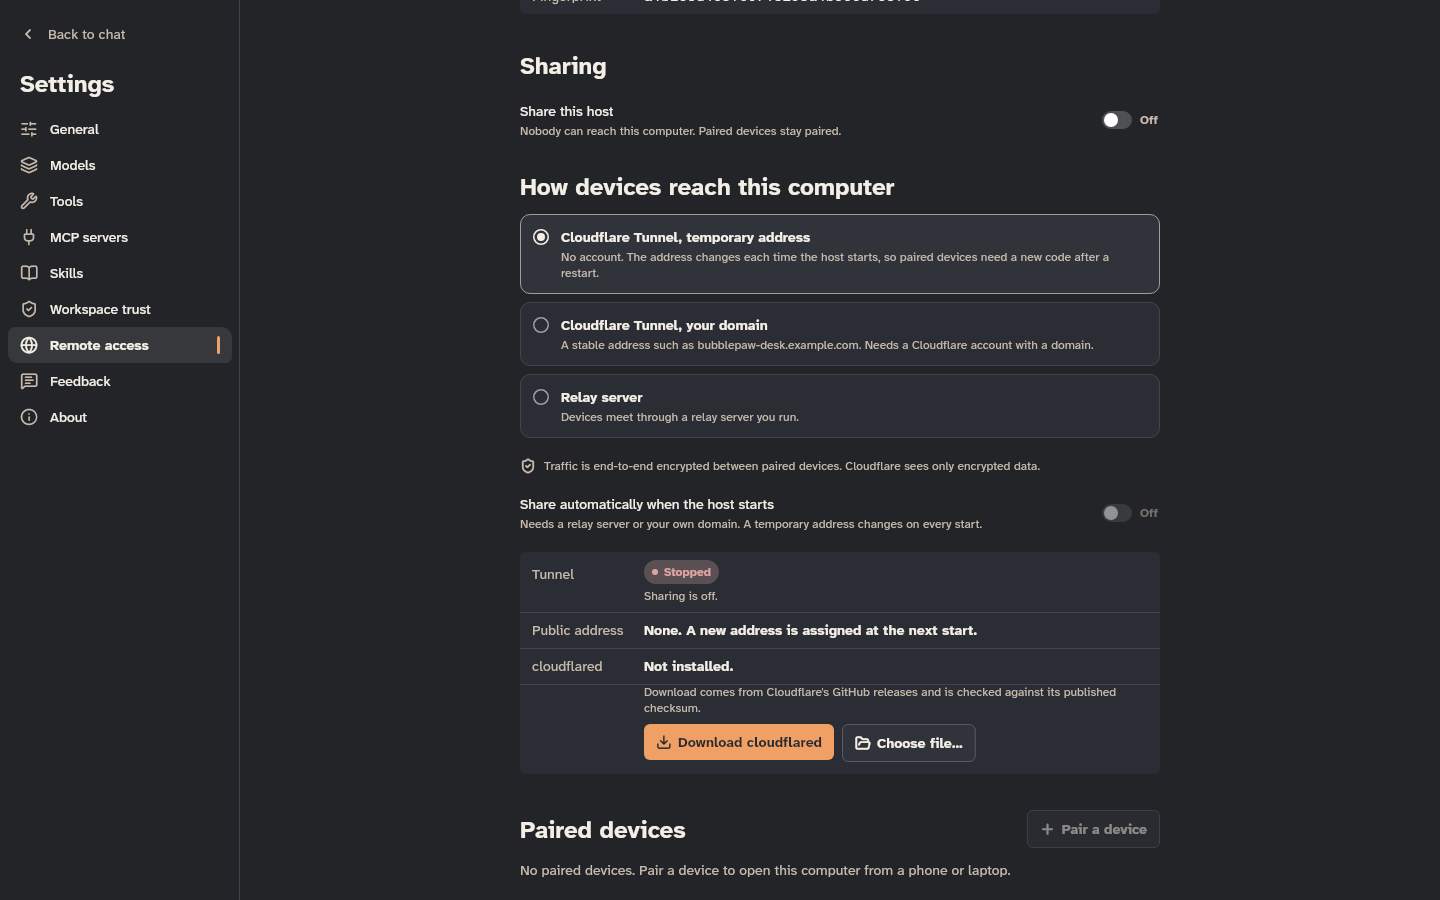 Back to chat
Settings
General
Models
Tools
MCP servers
Skills
Workspace trust
Remote access
Feedback
About
Sharing
Share this host
Nobody can reach this computer. Paired devices stay paired.
Off
How devices reach this computer
Cloudflare Tunnel, temporary address
No account. The address changes each time the host starts, so paired devices need a new code after a
restart.
Cloudflare Tunnel, your domain
A stable address such as bubblepaw-desk.example.com. Needs a Cloudflare account with a domain.
Relay server
Devices meet through a relay server you run.
Traffic is end-to-end encrypted between paired devices. Cloudflare sees only encrypted data.
Share automatically when the host starts
Needs a relay server or your own domain. A temporary address changes on every start.
Off
Tunnel
Stopped
Sharing is off.
Public address
None. A new address is assigned at the next start.
cloudflared
Not installed.
Download comes from Cloudflare's GitHub releases and is checked against its published
checksum.
Download cloudflared
Choose file...
Paired devices
Pair a device
No paired devices. Pair a device to open this computer from a phone or laptop.